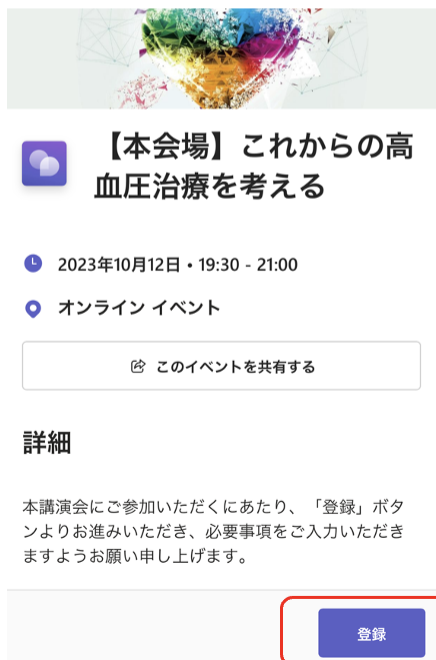 【本会場】これからの高
血圧治療を考える
2023年10月12日 • 19:30 - 21:00
オンライン イベント
このイベントを共有する
詳細
本講演会にご参加いただくにあたり、「登録」ボタ
ンよりお進みいただき、必要事項をご入力いただき
ますようお願い申し上げます。
登録